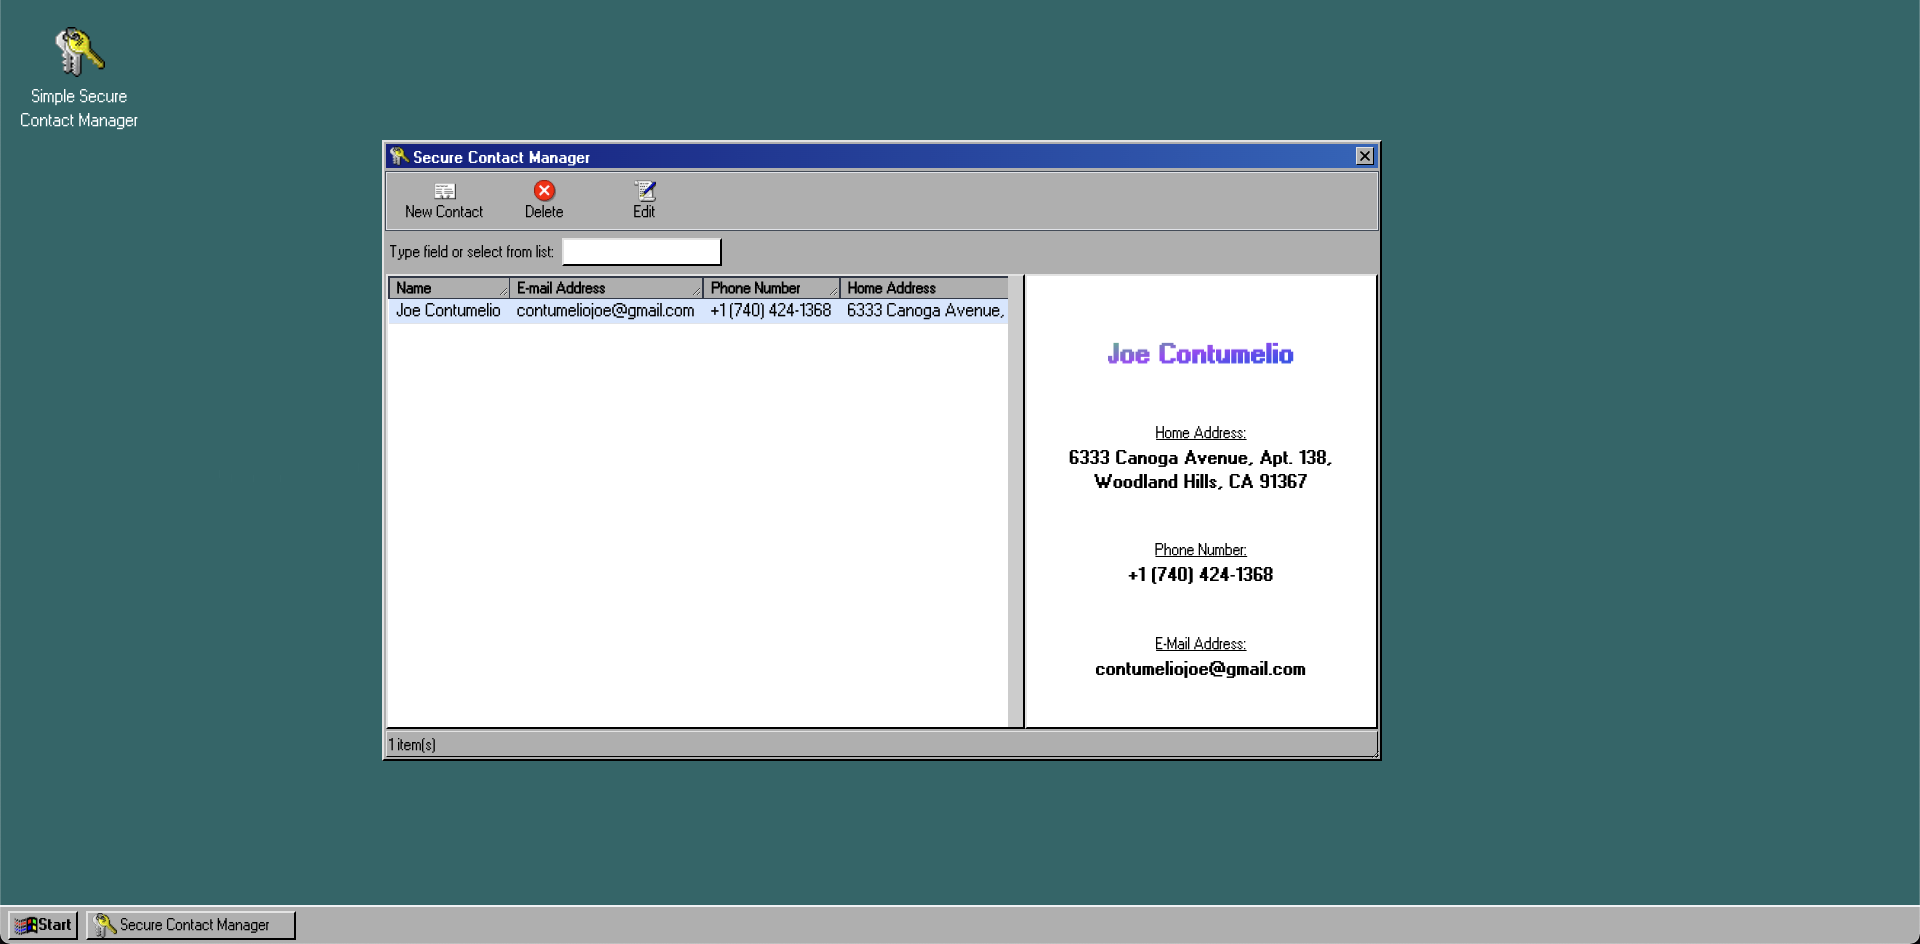 Simple Secure
Contact Manager
Secure Contact Manager
New Contact Delete Edit
Type field or select from list:
Name E-mail Address Phone Number Home Address
Joe Contumelio contumeliojoe@gmail.com +1 (740) 424-1368 6333 Canoga Avenue,
Joe Contumelio
Home Address:
6333 Canoga Avenue, Apt. 138,
Woodland Hills, CA 91367
Phone Number:
+1 (740) 424-1368
E-Mail Address:
contumeliojoe@gmail.com
1 item(s)
Start Secure Contact Manager